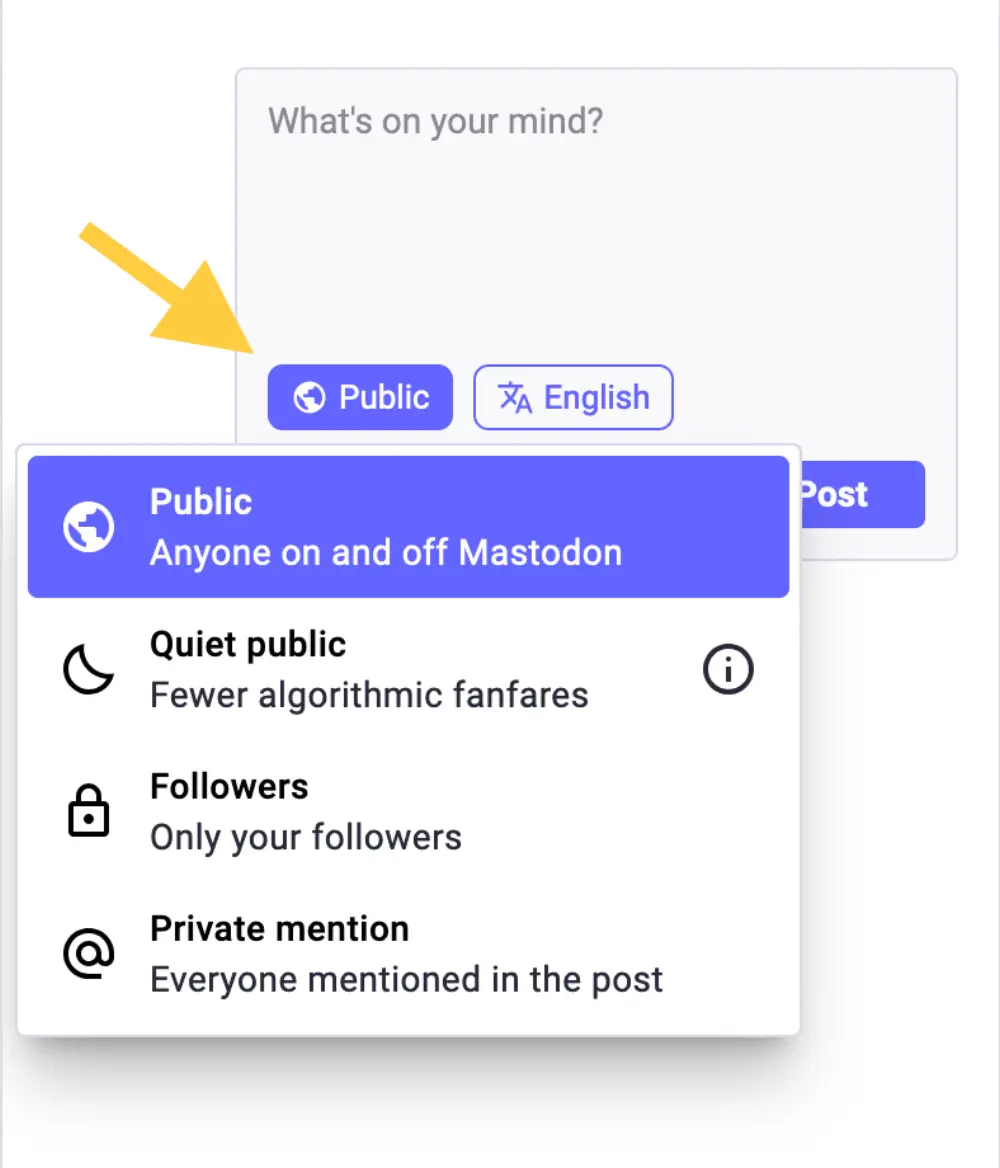 What's on your mind?
Public
English
Public
Anyone on and off Mastodon
Post
Quiet public
Fewer algorithmic fanfares
Followers
Only your followers
Private mention
Everyone mentioned in the post